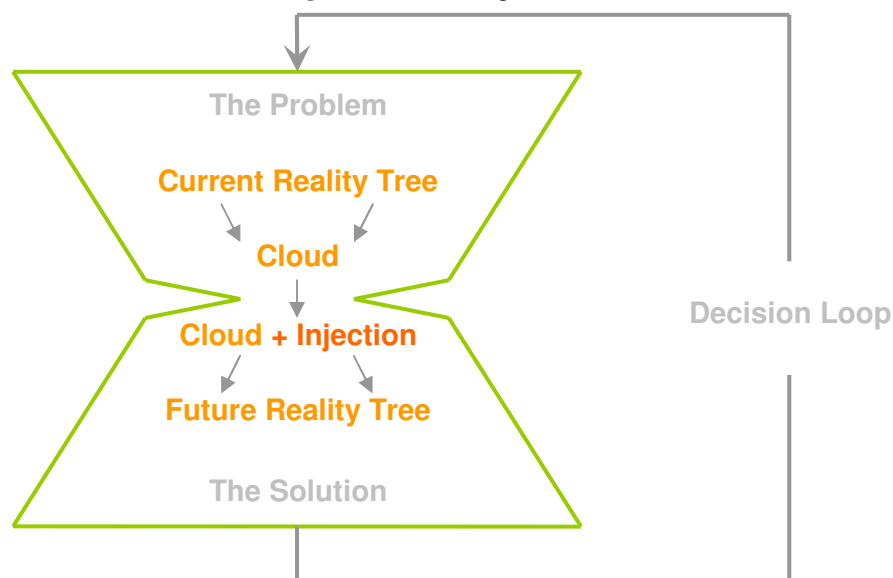 The Problem
Current Reality Tree
Cloud
Decision Loop
Cloud + Injection
Future Reality Tree
The Solution